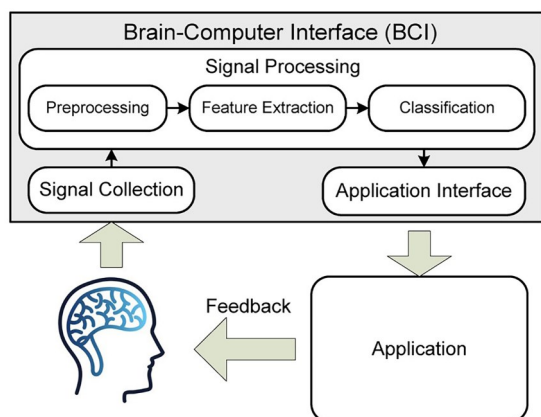 Brain-Computer Interface (BCI)
Signal Processing
Preprocessing
Feature Extraction
Classification
Signal Collection
Application Interface
Feedback
Application